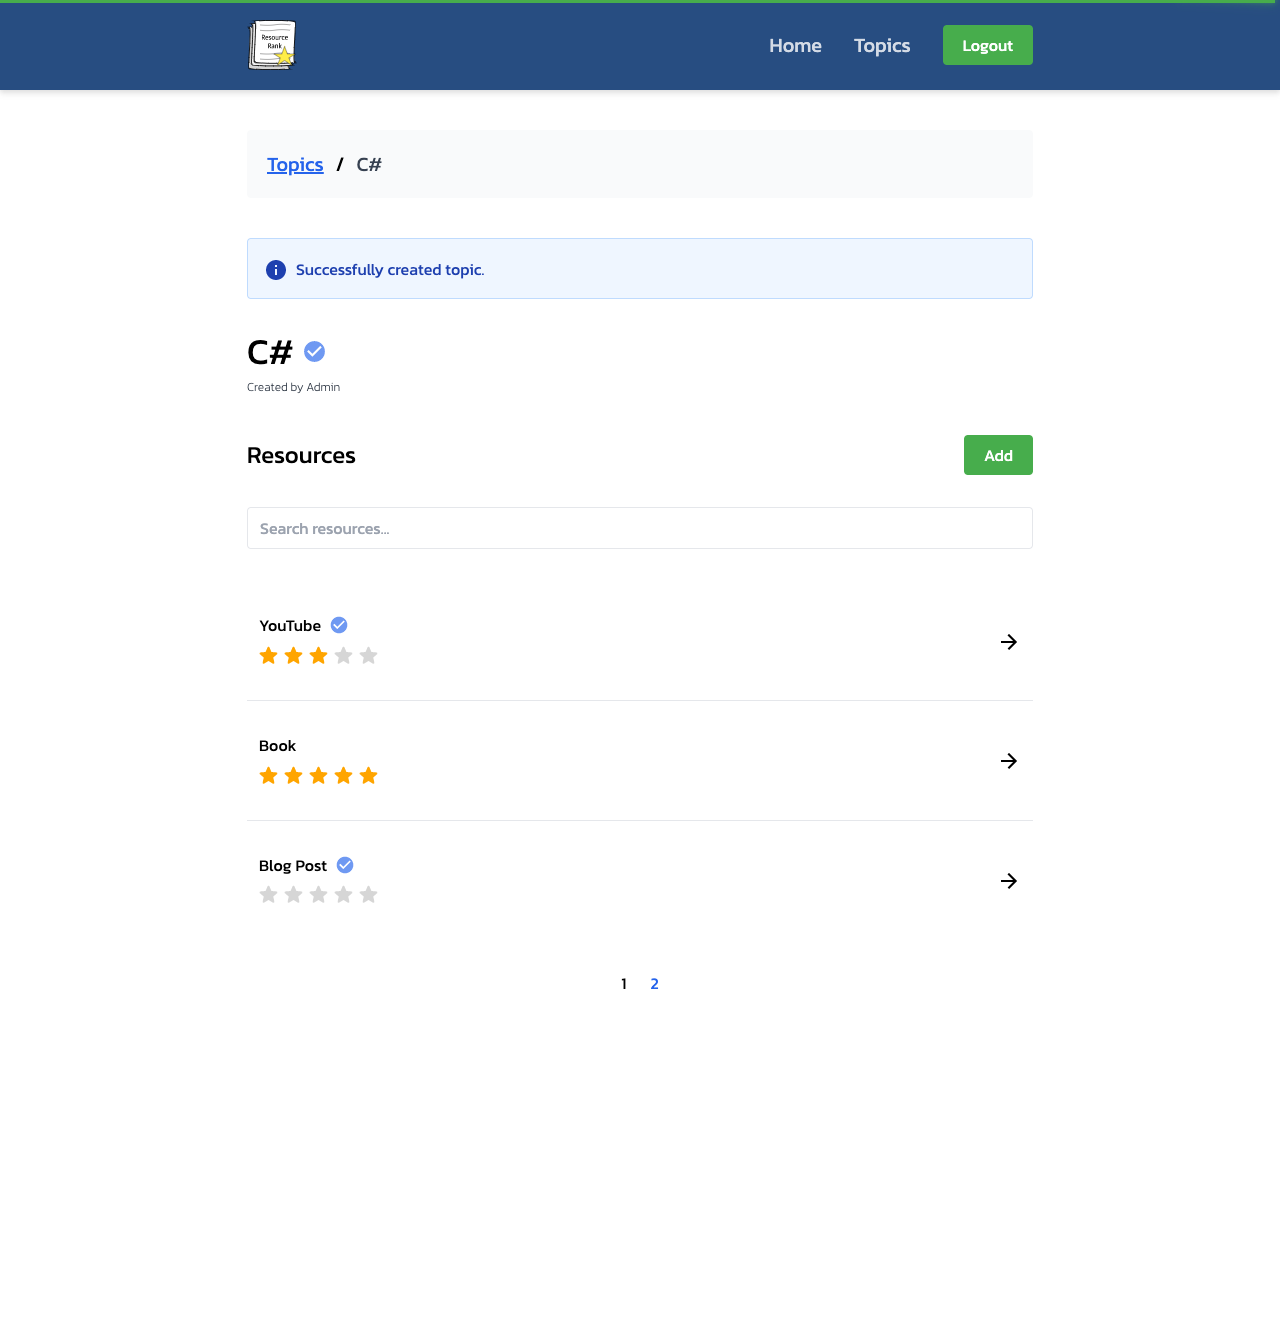 Resource
Rank
Home Topics Logout
Topics / C#
Successfully created topic.
C#
Created by Admin
Resources Add
Search resources...
YouTube
Book
Blog Post
1 2